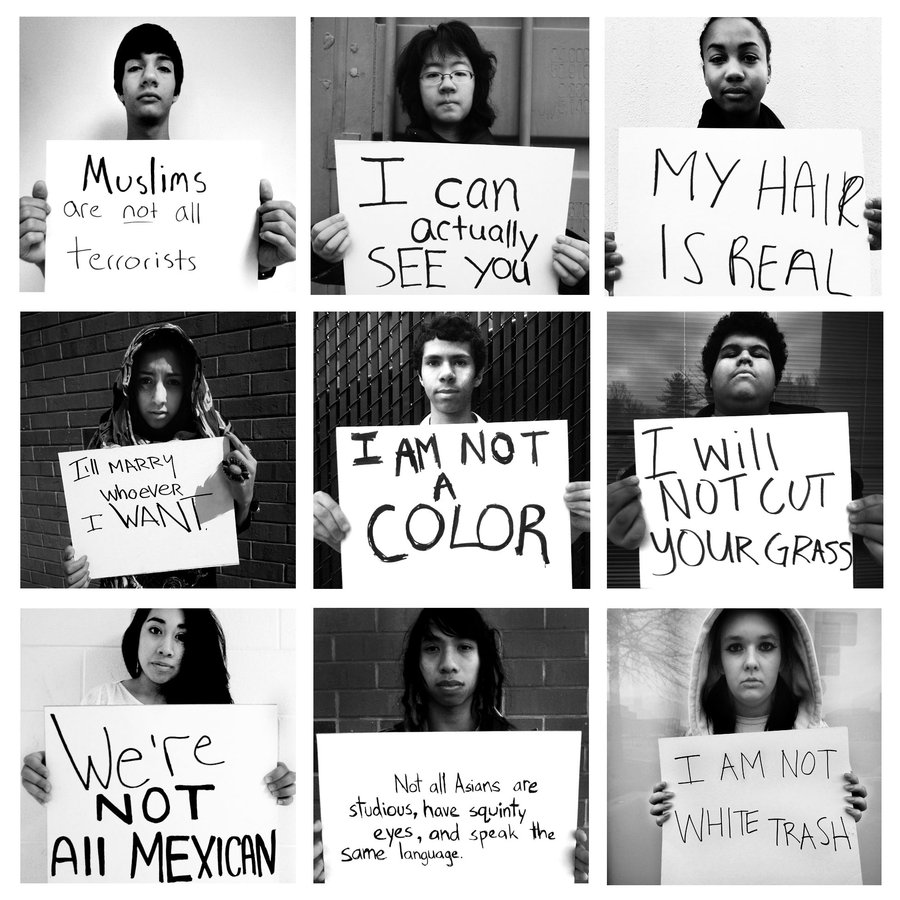 Muslims
are not all
terrorists
I can
actually
SEE you
MY HAIR
IS REAL
I'll MARRY
WHOEVER
I WANT.
I AM NOT
A
COLOR
I will
NOT CUT
YOUR GRASS
We're
NOT
All MEXICAN
Not all Asians are
studious, have squinty
eyes, and speak the
same language.
I AM NOT
WHITE TRASH